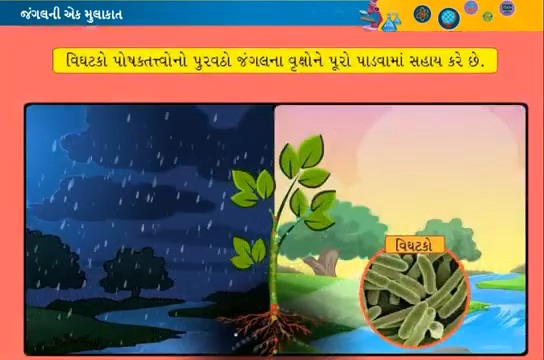 જંગલની એક મુલાકાત
વિઘટકો પોષકતત્ત્વોનો પુરવઠો જંગલના વૃક્ષોને પૂરો પાડવામાં સહાય કરે છે.
વિઘટકો